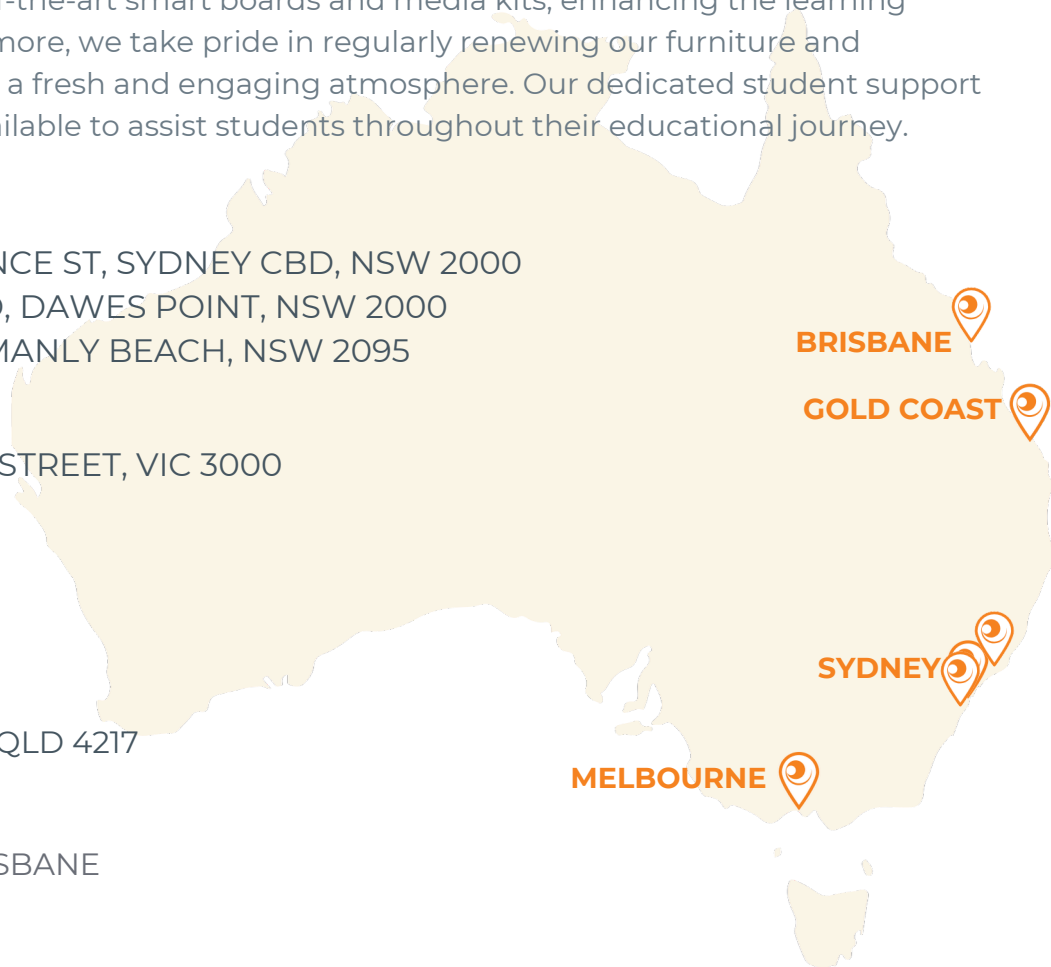 the-art smart boards and media kits, enhancing the learning
more, we take pride in regularly renewing our furniture and
a fresh and engaging atmosphere. Our dedicated student support
to assist students throughout their educational journey.
ST, SYDNEY CBD, NSW 2000
DAWES POINT, NSW 2000
MANLY BEACH, NSW 2095
BRISBANE
GOLD COAST
STREET, VIC 3000
SYDNEY
QLD 4217
MELBOURNE
SBANE